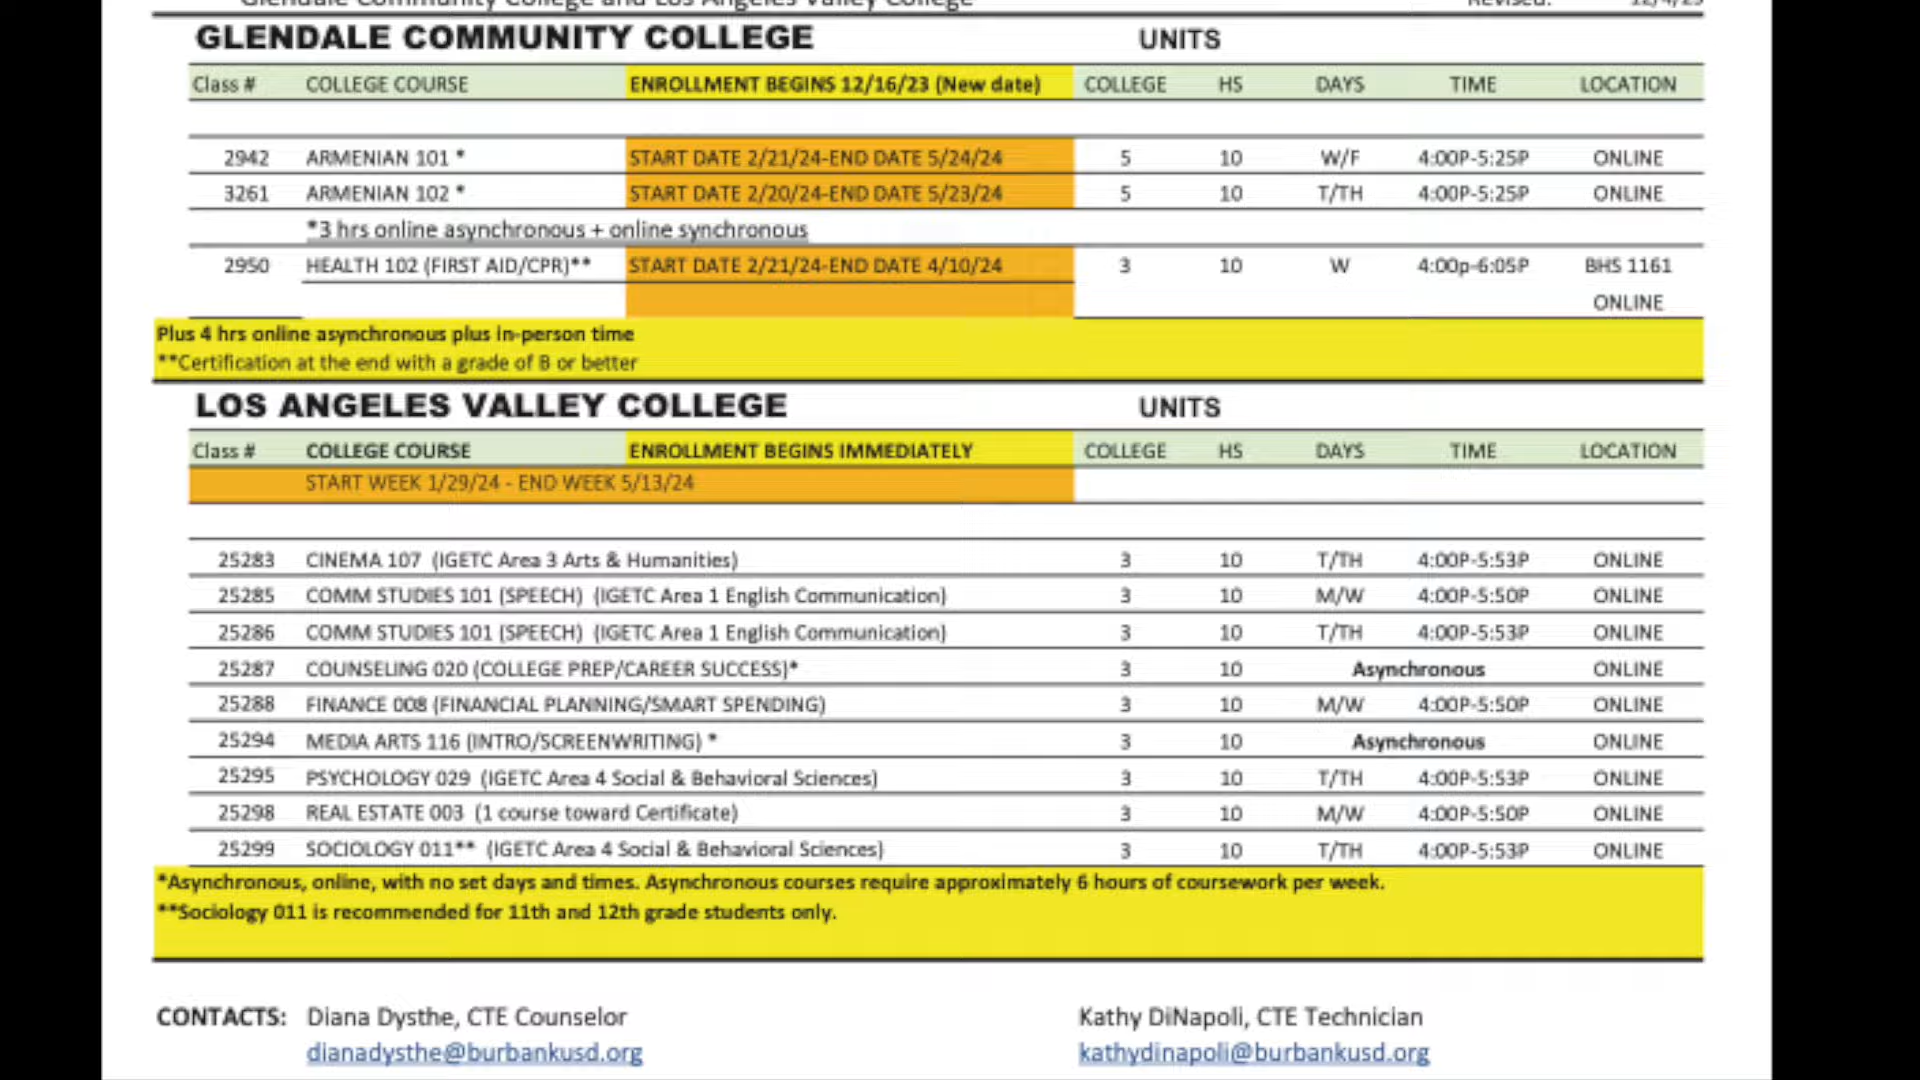 Glendale Community College and Los Angeles Valley College Revised: 12/4/23
GLENDALE COMMUNITY COLLEGE UNITS
Class # COLLEGE COURSE ENROLLMENT BEGINS 12/16/23 (New date) COLLEGE HS DAYS TIME LOCATION
2942 ARMENIAN 101 * START DATE 2/21/24-END DATE 5/24/24 5 10 W/F 4:00P-5:25P ONLINE
3261 ARMENIAN 102 * START DATE 2/20/24-END DATE 5/23/24 5 10 T/TH 4:00P-5:25P ONLINE
*3 hrs online asynchronous + online synchronous
2950 HEALTH 102 (FIRST AID/CPR)** START DATE 2/21/24-END DATE 4/10/24 3 10 W 4:00p-6:05P BHS 1161
ONLINE
Plus 4 hrs online asynchronous plus in-person time
**Certification at the end with a grade of B or better
LOS ANGELES VALLEY COLLEGE UNITS
Class # COLLEGE COURSE ENROLLMENT BEGINS IMMEDIATELY COLLEGE HS DAYS TIME LOCATION
START WEEK 1/29/24 - END WEEK 5/13/24
25283 CINEMA 107 (IGETC Area 3 Arts & Humanities) 3 10 T/TH 4:00P-5:53P ONLINE
25285 COMM STUDIES 101 (SPEECH) (IGETC Area 1 English Communication) 3 10 M/W 4:00P-5:50P ONLINE
25286 COMM STUDIES 101 (SPEECH) (IGETC Area 1 English Communication) 3 10 T/TH 4:00P-5:53P ONLINE
25287 COUNSELING 020 (COLLEGE PREP/CAREER SUCCESS)* 3 10 Asynchronous ONLINE
25288 FINANCE 008 (FINANCIAL PLANNING/SMART SPENDING) 3 10 M/W 4:00P-5:50P ONLINE
25294 MEDIA ARTS 116 (INTRO/SCREENWRITING) * 3 10 Asynchronous ONLINE
25295 PSYCHOLOGY 029 (IGETC Area 4 Social & Behavioral Sciences) 3 10 T/TH 4:00P-5:53P ONLINE
25298 REAL ESTATE 003 (1 course toward Certificate) 3 10 M/W 4:00P-5:50P ONLINE
25299 SOCIOLOGY 011** (IGETC Area 4 Social & Behavioral Sciences) 3 10 T/TH 4:00P-5:53P ONLINE
*Asynchronous, online, with no set days and times. Asynchronous courses require approximately 6 hours of coursework per week.
**Sociology 011 is recommended for 11th and 12th grade students only.
CONTACTS: Diana Dysthe, CTE Counselor Kathy DiNapoli, CTE Technician
dianadysthe@burbankusd.org kathydinapoli@burbankusd.org